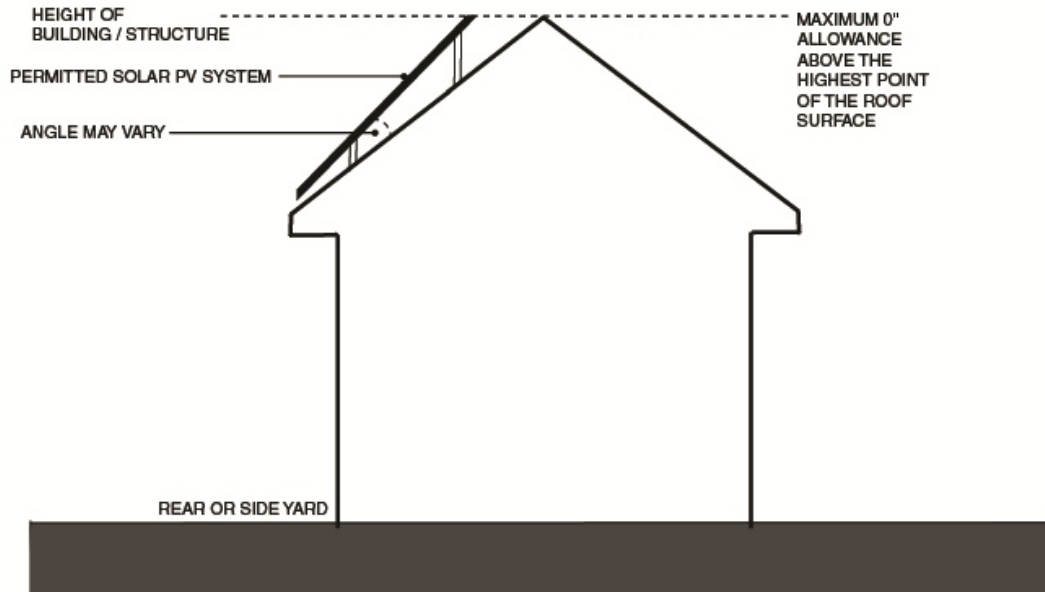 HEIGHT OF
BUILDING / STRUCTURE
PERMITTED SOLAR PV SYSTEM
ANGLE MAY VARY
MAXIMUM 0"
ALLOWANCE
ABOVE THE
HIGHEST POINT
OF THE ROOF
SURFACE
REAR OR SIDE YARD